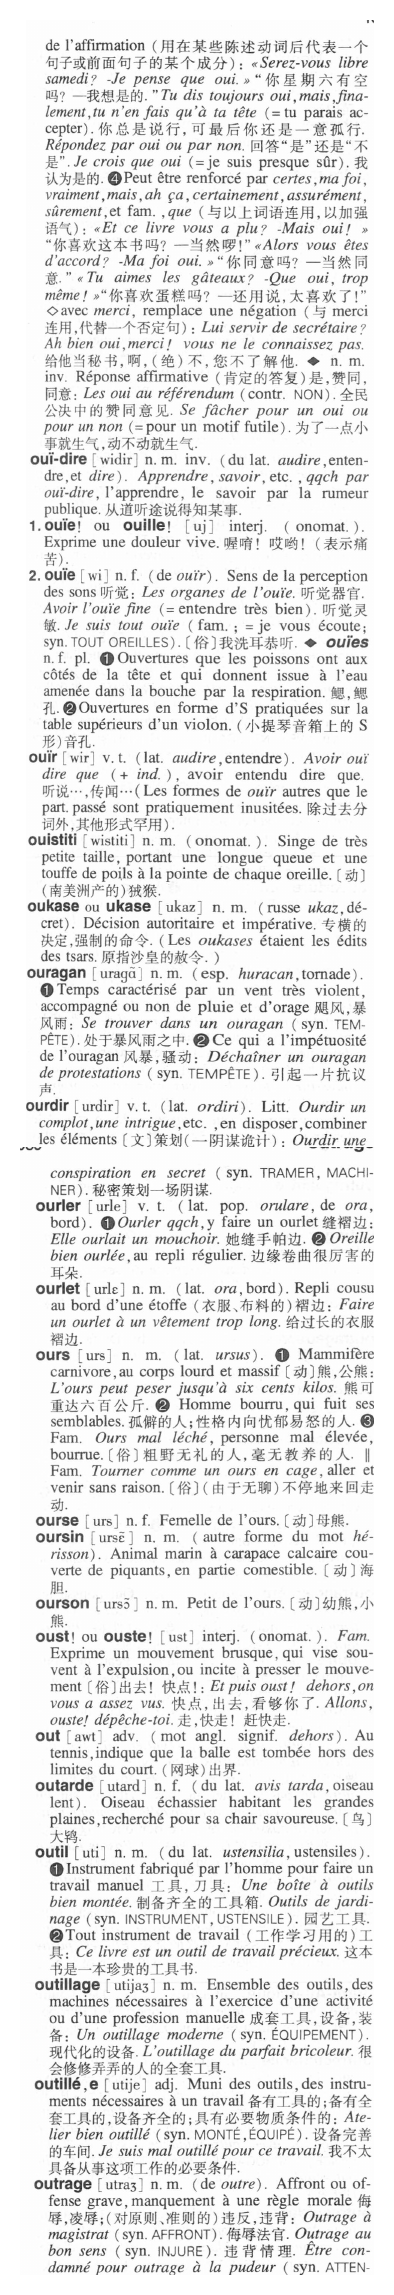 de l'affirmation (用在某些陈述动词后代表一个
句子或前面句子的某个成分): «Serez-vous libre
samedi? -Je pense que oui. » “你星期六有空
吗? —我想是的.” Tu dis toujours oui, mais, fina-
lement, tu n'en fais qu'à ta tête (= tu parais ac-
cepter). 你总是说行, 可最后你还是一意孤行.
Répondez par oui ou par non. 回答“是”还是“不
是”. Je crois que oui (= je suis presque sûr). 我
认为是的. ❹Peut être renforcé par certes, ma foi,
vraiment, mais, ah ça, certainement, assurément,
sûrement, et fam. , que (与以上词语连用, 以加强
语气): «Et ce livre vous a plu? -Mais oui! »
“你喜欢这本书吗? —当然啰!” «Alors vous êtes
d'accord? -Ma foi oui. » “你同意吗? —当然同
意.” «Tu aimes les gâteaux? -Que oui, trop
même! » “你喜欢蛋糕吗? —还用说, 太喜欢了!”
◇avec merci, remplace une négation (与 merci
连用, 代替一个否定句): Lui servir de secrétaire?
Ah bien oui, merci! vous ne le connaissez pas.
给他当秘书, 啊, (绝)不, 您不了解他. ◆ n. m.
inv. Réponse affirmative (肯定的答复)是, 赞同,
同意: Les oui au référendum (contr. NON). 全民
公决中的赞同意见. Se fâcher pour un oui ou
pour un non (= pour un motif futile). 为了一点小
事就生气, 动不动就生气.
ouï-dire [widir] n. m. inv. (du lat. audire, enten-
dre, et dire). Apprendre, savoir, etc. , qqch par
ouï-dire, l'apprendre, le savoir par la rumeur
publique. 从道听途说得知某事.
1. ouïe! ou ouille! [uj] interj. (onomat. ).
Exprime une douleur vive. 喔唷! 哎哟! (表示痛
苦).
2. ouïe [wi] n. f. (de ouïr). Sens de la perception
des sons 听觉: Les organes de l'ouïe. 听觉器官.
Avoir l'ouïe fine (= entendre très bien). 听觉灵
敏. Je suis tout ouïe (fam. ; = je vous écoute;
syn. TOUT OREILLES). 〔俗〕我洗耳恭听. ◆ ouïes
n. f. pl. ❶Ouvertures que les poissons ont aux
côtés de la tête et qui donnent issue à l'eau
amenée dans la bouche par la respiration. 鳃, 鳃
孔. ❷Ouvertures en forme d'S pratiquées sur la
table supérieurs d'un violon. (小提琴音箱上的 S
形)音孔.
ouïr [wir] v. t. (lat. audire, entendre). Avoir ouï
dire que (+ ind. ), avoir entendu dire que.
听说…, 传闻…(Les formes de ouïr autres que le
part. passé sont pratiquement inusitées. 除过去分
词外, 其他形式罕用).
ouistiti [wistiti] n. m. (onomat. ). Singe de très
petite taille, portant une longue queue et une
touffe de poils à la pointe de chaque oreille. 〔动〕
(南美洲产的)狨猴.
oukase ou ukase [ukaz] n. m. (russe ukaz, dé-
cret). Décision autoritaire et impérative. 专横的
决定, 强制的命令. (Les oukases étaient les édits
des tsars. 原指沙皇的敕令. )
ouragan [uragɑ̃] n. m. (esp. huracan, tornade).
❶Temps caractérisé par un vent très violent,
accompagné ou non de pluie et d'orage 飓风, 暴
风雨: Se trouver dans un ouragan (syn. TEM-
PÊTE). 处于暴风雨之中. ❷Ce qui a l'impétuosité
de l'ouragan 风暴, 骚动: Déchaîner un ouragan
de protestations (syn. TEMPÊTE). 引起一片抗议
声.
ourdir [urdir] v. t. (lat. ordiri). Litt. Ourdir un
complot, une intrigue, etc. , en disposer, combiner
les éléments 〔文〕策划(一阴谋诡计): Ourdir une
conspiration en secret (syn. TRAMER, MACHI-
NER). 秘密策划一场阴谋.
ourler [urle] v. t. (lat. pop. orulare, de ora,
bord). ❶Ourler qqch, y faire un ourlet 缝褶边:
Elle ourlait un mouchoir. 她缝手帕边. ❷Oreille
bien ourlée, au repli régulier. 边缘卷曲很厉害的
耳朵.
ourlet [urlɛ] n. m. (lat. ora, bord). Repli cousu
au bord d'une étoffe (衣服、布料的)褶边: Faire
un ourlet à un vêtement trop long. 给过长的衣服
褶边.
ours [urs] n. m. (lat. ursus). ❶ Mammifère
carnivore, au corps lourd et massif 〔动〕熊, 公熊:
L'ours peut peser jusqu'à six cents kilos. 熊可
重达六百公斤. ❷ Homme bourru, qui fuit ses
semblables. 孤僻的人; 性格内向忧郁易怒的人. ❸
Fam. Ours mal léché, personne mal élevée,
bourrue. 〔俗〕粗野无礼的人, 毫无教养的人. ‖
Fam. Tourner comme un ours en cage, aller et
venir sans raison. 〔俗〕(由于无聊)不停地来回走
动.
ourse [urs] n. f. Femelle de l'ours. 〔动〕母熊.
oursin [ursɛ̃] n. m. (autre forme du mot hé-
risson). Animal marin à carapace calcaire cou-
verte de piquants, en partie comestible. 〔动〕海
胆.
ourson [ursɔ̃] n. m. Petit de l'ours. 〔动〕幼熊, 小
熊.
oust! ou ouste! [ust] interj. (onomat. ). Fam.
Exprime un mouvement brusque, qui vise sou-
vent à l'expulsion, ou incite à presser le mouve-
ment 〔俗〕出去! 快点!: Et puis oust! dehors, on
vous a assez vus. 快点, 出去, 看够你了. Allons,
ouste! dépêche-toi. 走, 快走! 赶快走.
out [awt] adv. (mot angl. signif. dehors). Au
tennis, indique que la balle est tombée hors des
limites du court. (网球)出界.
outarde [utard] n. f. (du lat. avis tarda, oiseau
lent). Oiseau échassier habitant les grandes
plaines, recherché pour sa chair savoureuse. 〔鸟〕
大鸨.
outil [uti] n. m. (du lat. ustensilia, ustensiles).
❶Instrument fabriqué par l'homme pour faire un
travail manuel 工具, 刀具: Une boîte à outils
bien montée. 制备齐全的工具箱. Outils de jardi-
nage (syn. INSTRUMENT, USTENSILE). 园艺工具.
❷Tout instrument de travail (工作学习用的)工
具: Ce livre est un outil de travail précieux. 这本
书是一本珍贵的工具书.
outillage [utijaʒ] n. m. Ensemble des outils, des
machines nécessaires à l'exercice d'une activité
ou d'une profession manuelle 成套工具, 设备, 装
备: Un outillage moderne (syn. ÉQUIPEMENT).
现代化的设备. L'outillage du parfait bricoleur. 很
会修修弄弄的人的全套工具.
outillé, e [utije] adj. Muni des outils, des instru-
ments nécessaires à un travail 备有工具的; 备有全
套工具的, 设备齐全的; 具有必要物质条件的: Ate-
lier bien outillé (syn. MONTÉ, ÉQUIPÉ). 设备完善
的车间. Je suis mal outillé pour ce travail. 我不太
具备从事这项工作的必要条件.
outrage [utraʒ] n. m. (de outre). Affront ou of-
fense grave, manquement à une règle morale 侮
辱, 凌辱; (对原则、准则的)违反, 违背: Outrage à
magistrat (syn. AFFRONT). 侮辱法官. Outrage au
bon sens (syn. INJURE). 违背情理. Être con-
damné pour outrage à la pudeur (syn. ATTEN-